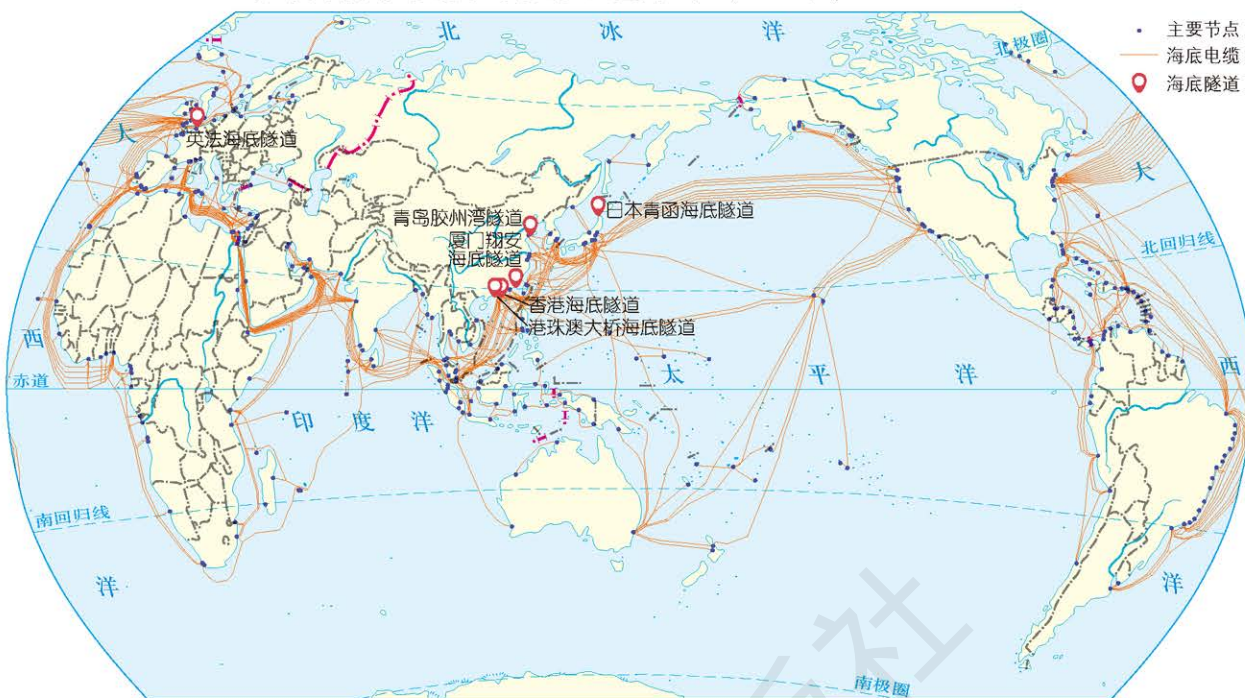 北冰洋
主要节点
海底电缆
海底隧道
北极圈
大西洋
英法海底隧道
大西洋
青岛胶州湾隧道
日本青函海底隧道
厦门翔安
海底隧道
北回归线
香港海底隧道
港珠澳大桥海底隧道
太平洋
赤道
印度洋
南回归线
南极圈
社